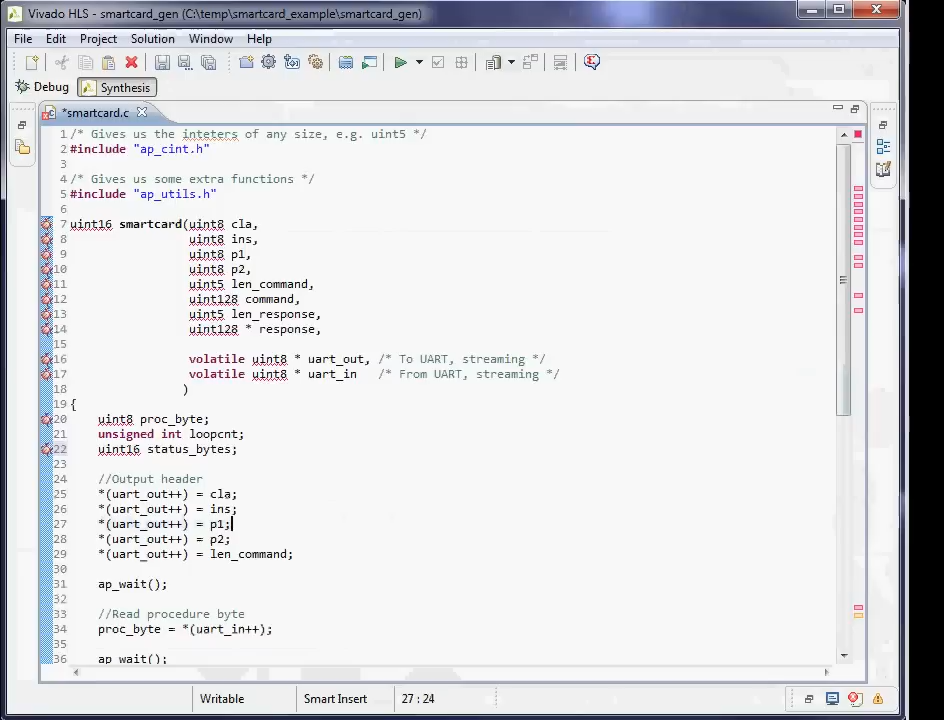 Vivado HLS - smartcard_gen (C:\temp\smartcard_example\smartcard_gen)
File Edit Project Solution Window Help
Debug Synthesis
*smartcard.c
1 /* Gives us the inteters of any size, e.g. uint5 */
2 #include "ap_cint.h"
3
4 /* Gives us some extra functions */
5 #include "ap_utils.h"
6
7 uint16 smartcard(uint8 cla,
8 uint8 ins,
9 uint8 p1,
10 uint8 p2,
11 uint5 len_command,
12 uint128 command,
13 uint5 len_response,
14 uint128 * response,
15
16 volatile uint8 * uart_out, /* To UART, streaming */
17 volatile uint8 * uart_in /* From UART, streaming */
18 )
19 {
20 uint8 proc_byte;
21 unsigned int loopcnt;
22 uint16 status_bytes;
23
24 //Output header
25 *(uart_out++) = cla;
26 *(uart_out++) = ins;
27 *(uart_out++) = p1;
28 *(uart_out++) = p2;
29 *(uart_out++) = len_command;
30
31 ap_wait();
32
33 //Read procedure byte
34 proc_byte = *(uart_in++);
35
36 ap_wait();
Writable Smart Insert 27 : 24